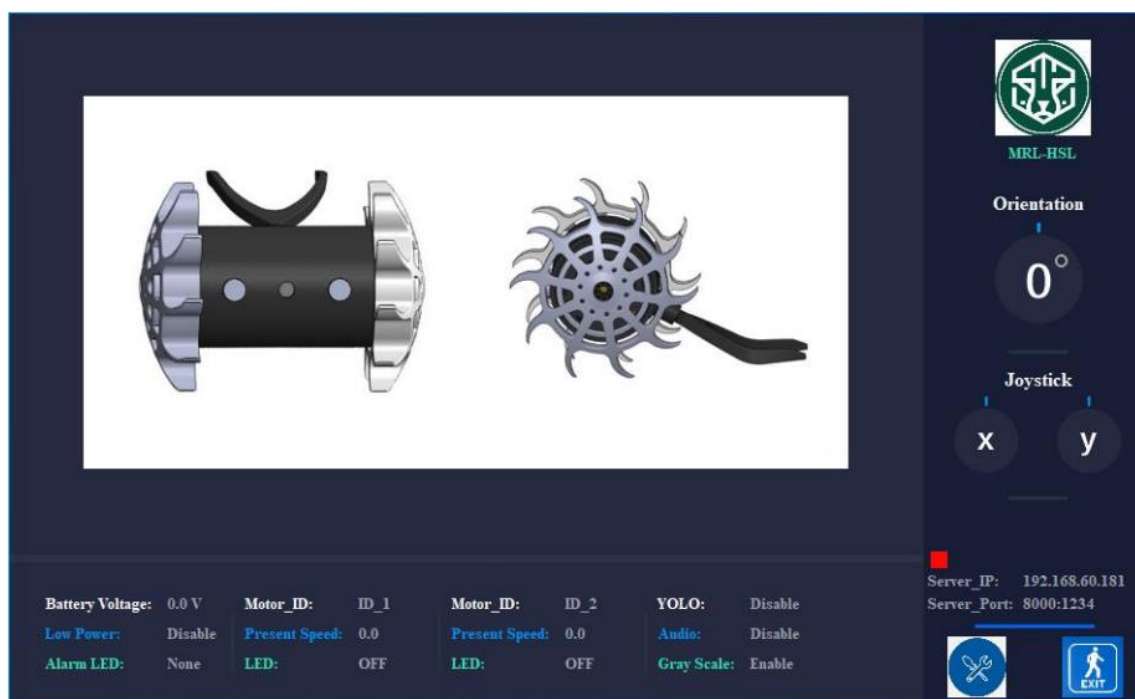 MRL-HSL
Orientation
0°
Joystick
x y
Server_IP: 192.168.60.181
Server_Port: 8000:1234
Battery Voltage: 0.0 V Motor_ID: ID_1 Motor_ID: ID_2 YOLO: Disable
Low Power: Disable Present Speed: 0.0 Present Speed: 0.0 Audio: Disable
Alarm LED: None LED: OFF LED: OFF Gray Scale: Enable
EXIT